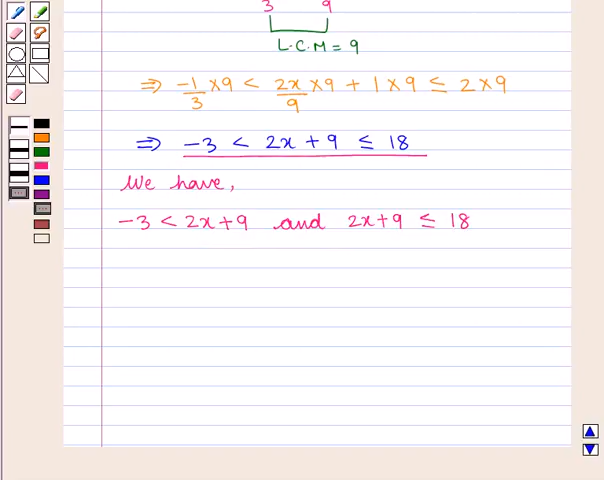 3 9
L.C.M = 9
⇒ -1/3 ×9 < 2x/9 ×9 + 1×9 ≤ 2×9
⇒ -3 < 2x + 9 ≤ 18
We have,
-3 < 2x+9 and 2x+9 ≤ 18